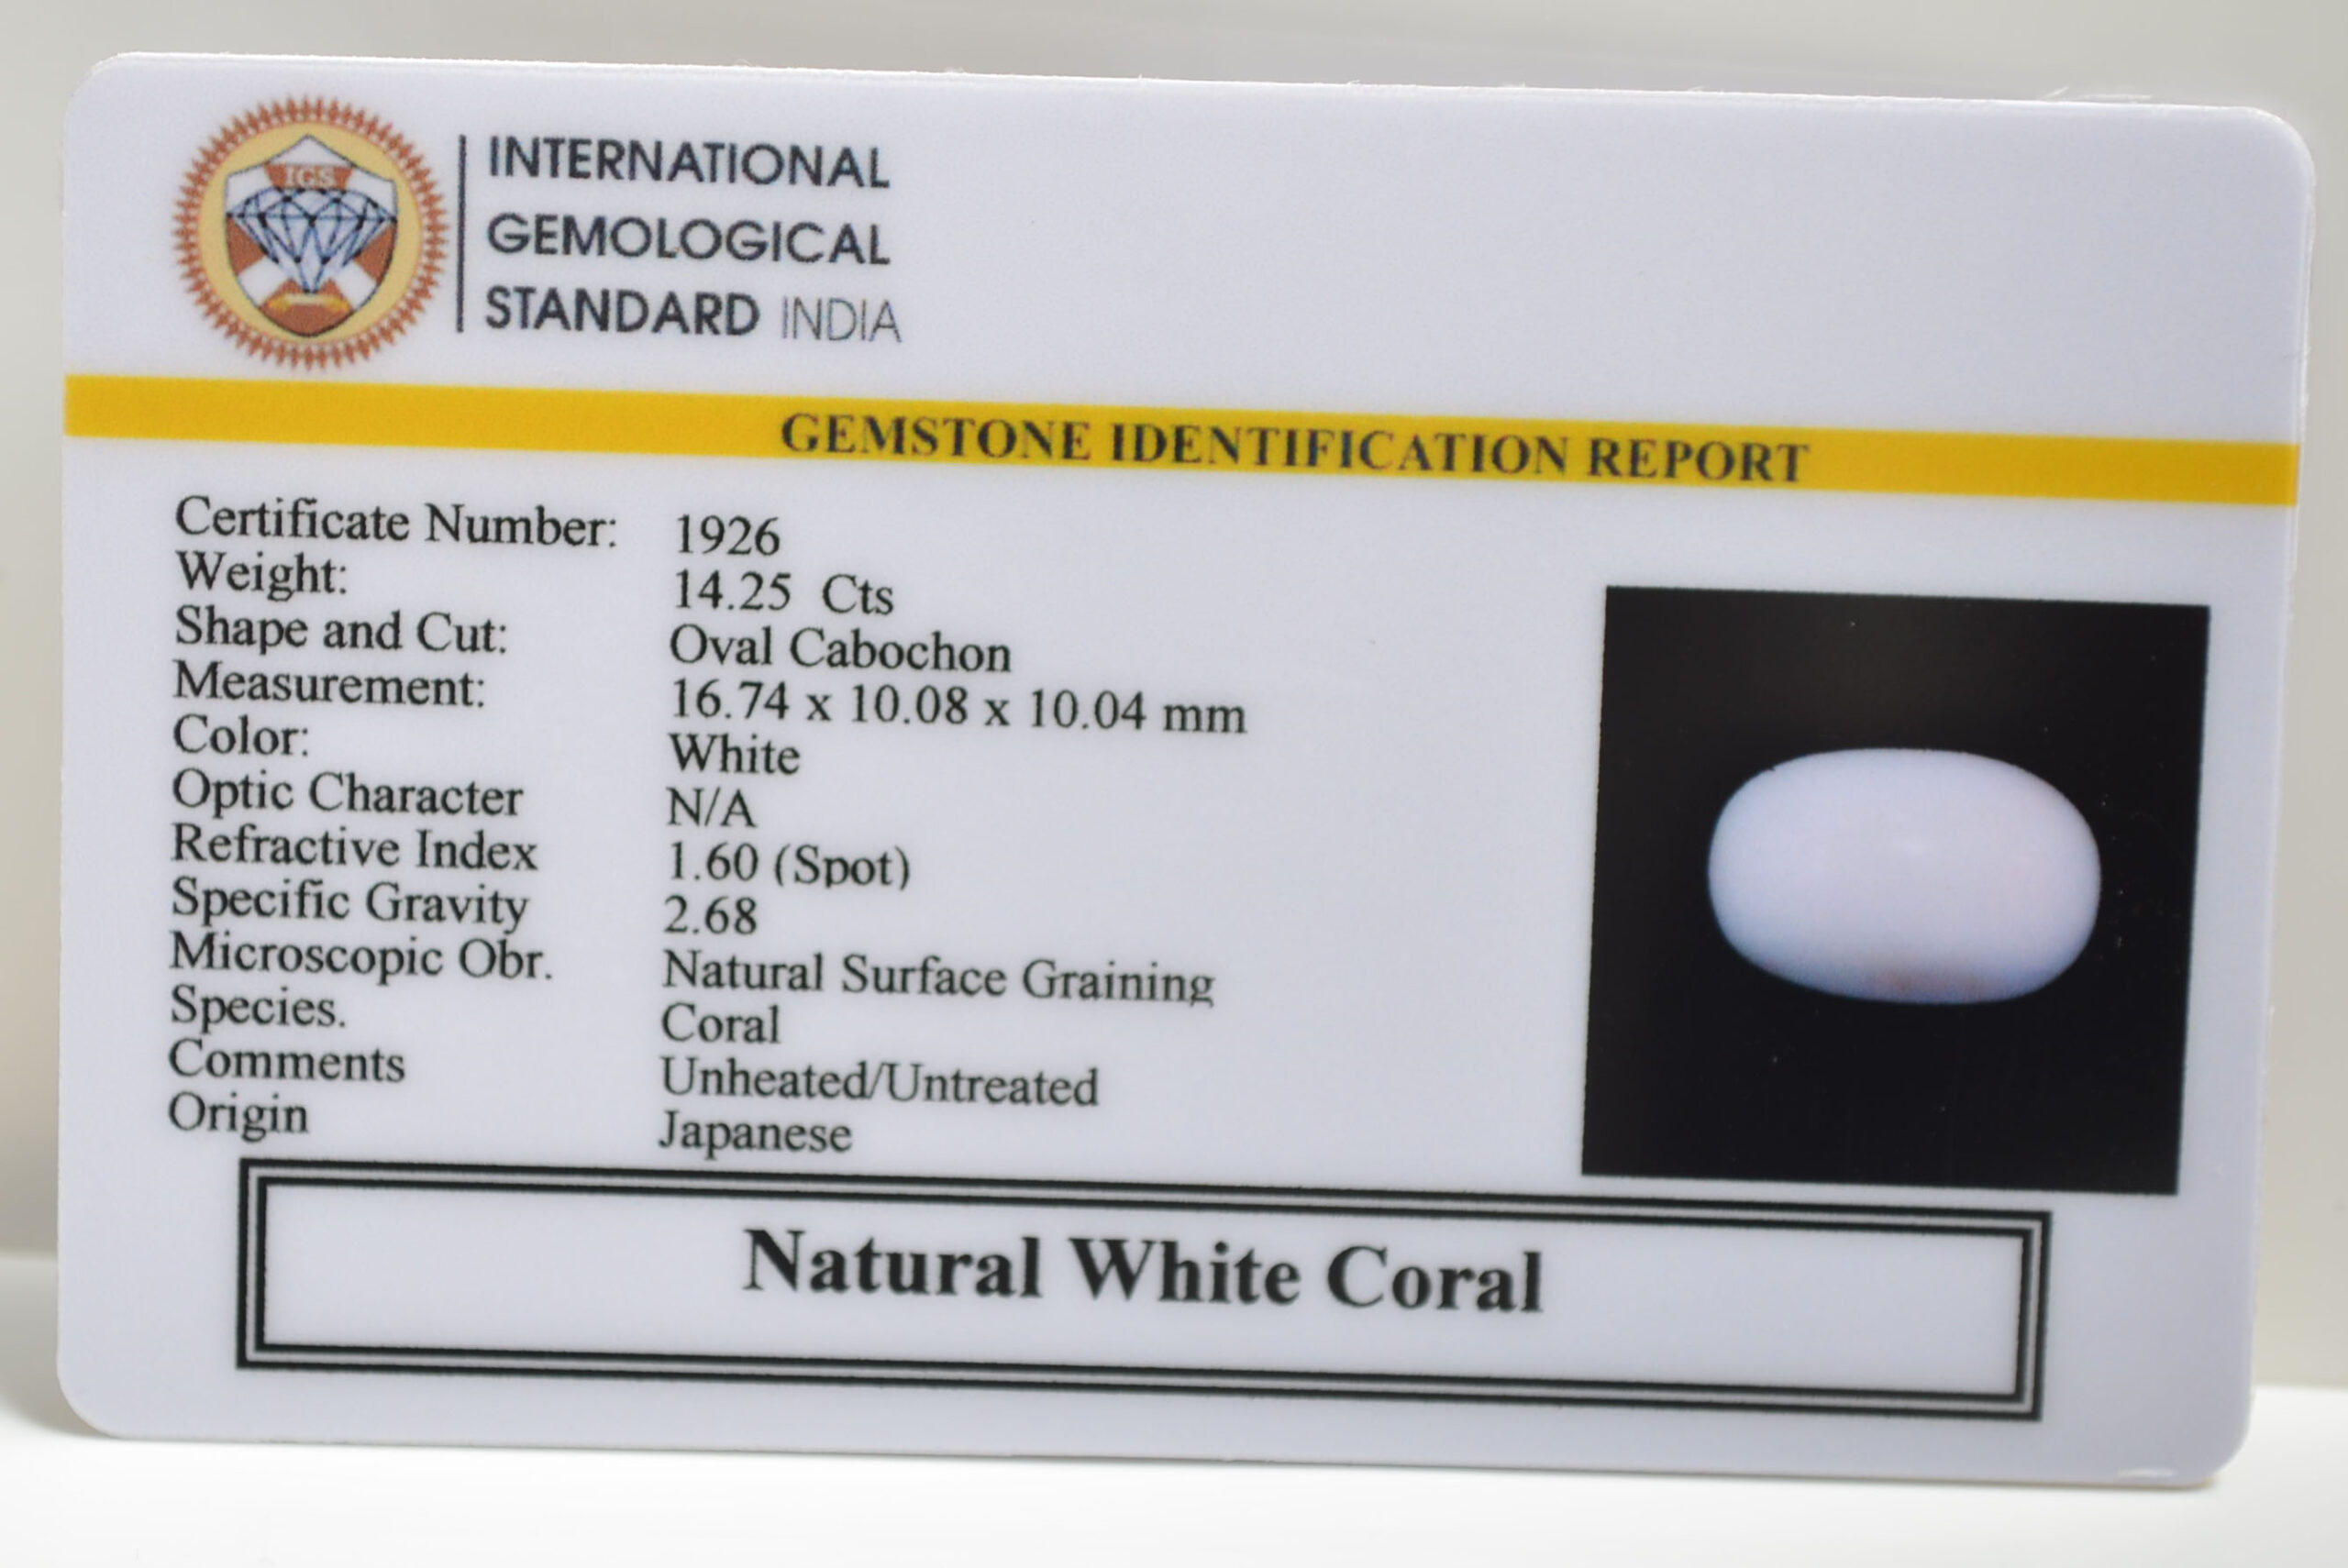 IGS
INTERNATIONAL
GEMOLOGICAL
STANDARD INDIA
GEMSTONE IDENTIFICATION REPORT
Certificate Number: 1926
Weight: 14.25 Cts
Shape and Cut: Oval Cabochon
Measurement: 16.74 x 10.08 x 10.04 mm
Color: White
Optic Character N/A
Refractive Index 1.60 (Spot)
Specific Gravity 2.68
Microscopic Obr. Natural Surface Graining
Species. Coral
Comments Unheated/Untreated
Origin Japanese
Natural White Coral